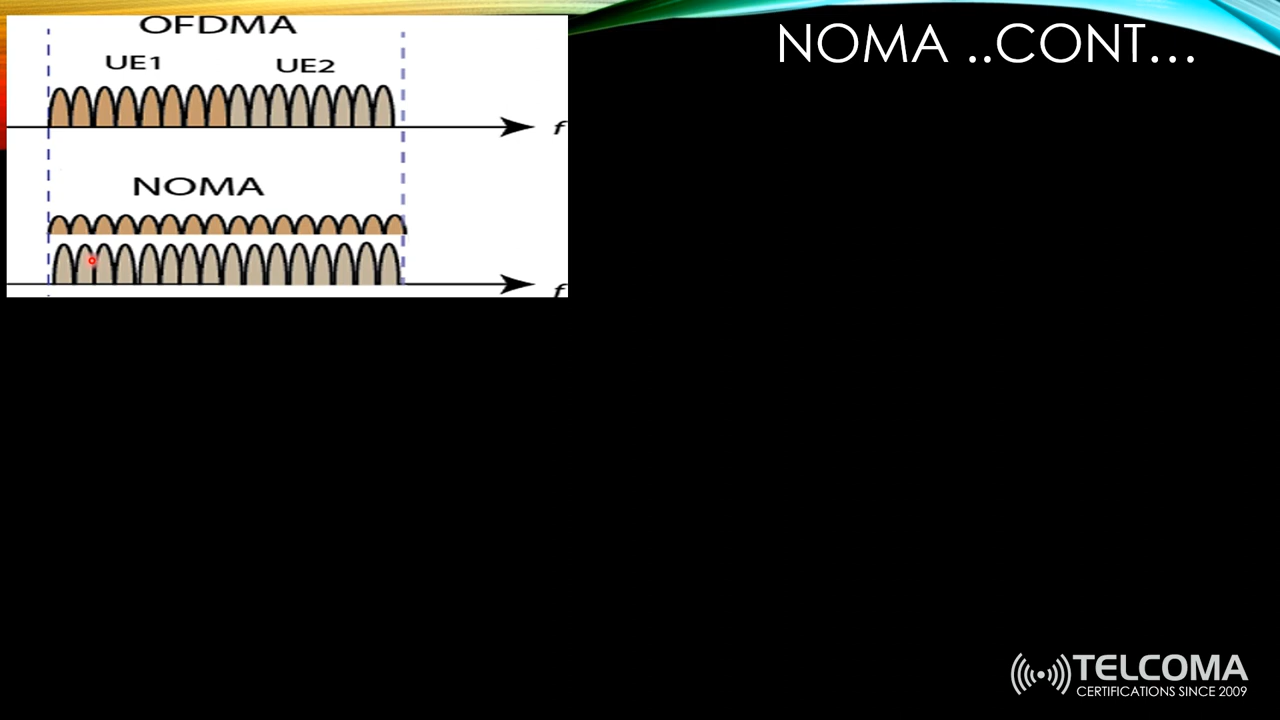 NOMA ..CONT...
OFDMA
UE1
UE2
f
NOMA
f
TELCOMA
CERTIFICATIONS SINCE 2009